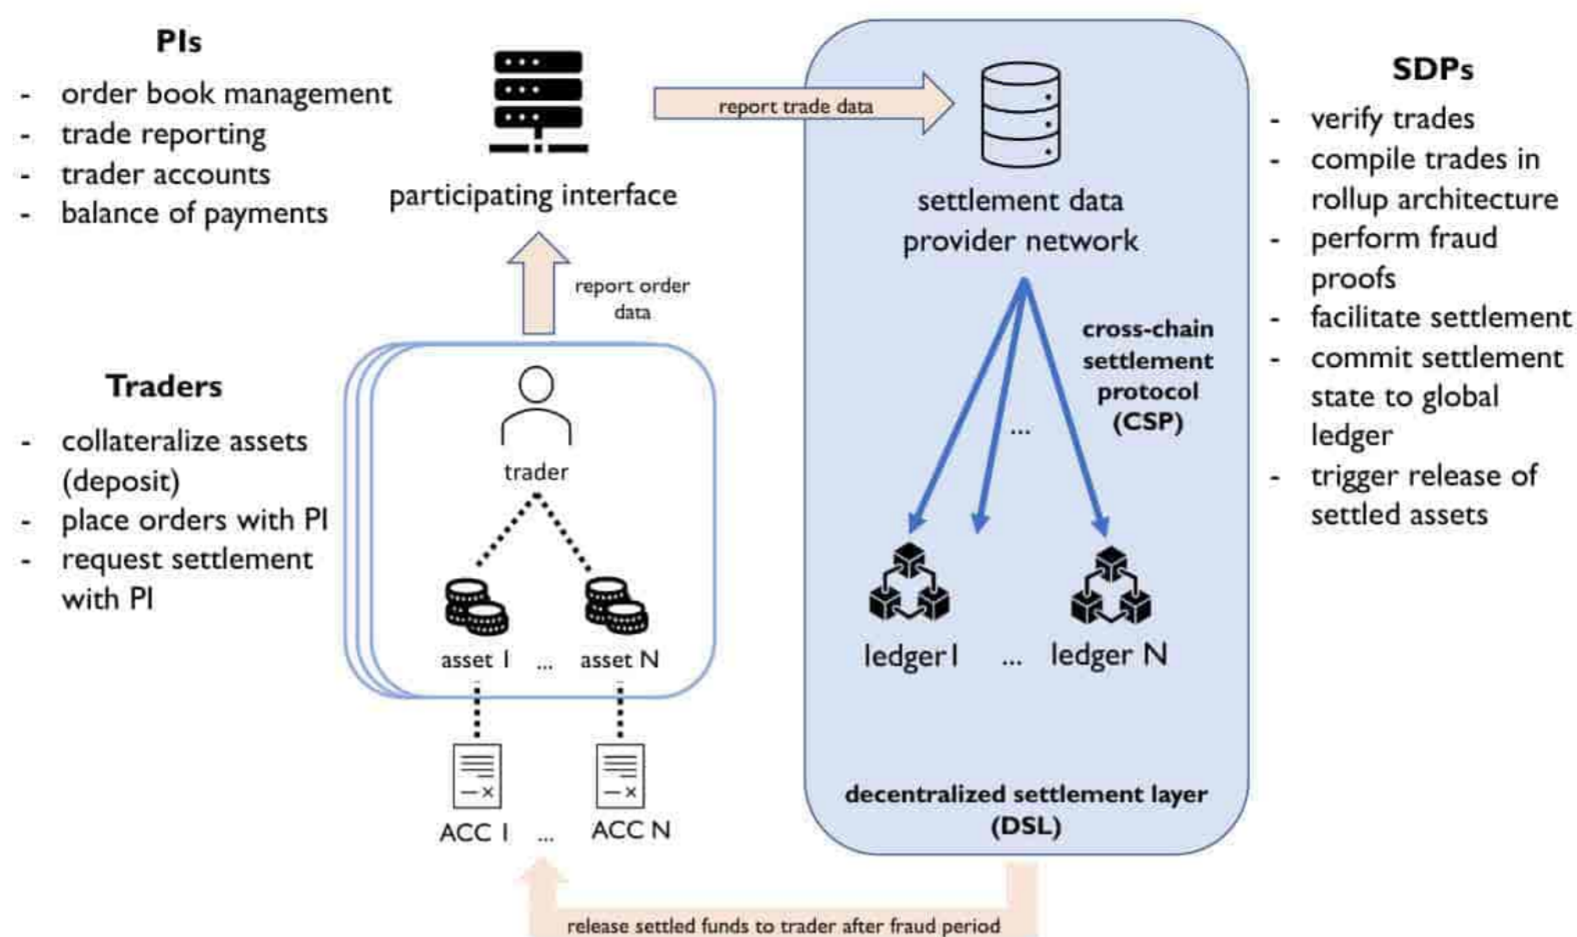 PIs
- order book management
- trade reporting
- trader accounts
- balance of payments
participating interface
report trade data
settlement data
provider network
SDPs
- verify trades
- compile trades in
rollup architecture
- perform fraud
proofs
- facilitate settlement
- commit settlement
state to global
ledger
- trigger release of
settled assets
report order
data
cross-chain
settlement
protocol
(CSP)
...
Traders
- collateralize assets
(deposit)
- place orders with PI
- request settlement
with PI
trader
asset 1 ... asset N
ledger1 ... ledger N
ACC 1 ... ACC N
decentralized settlement layer
(DSL)
release settled funds to trader after fraud period